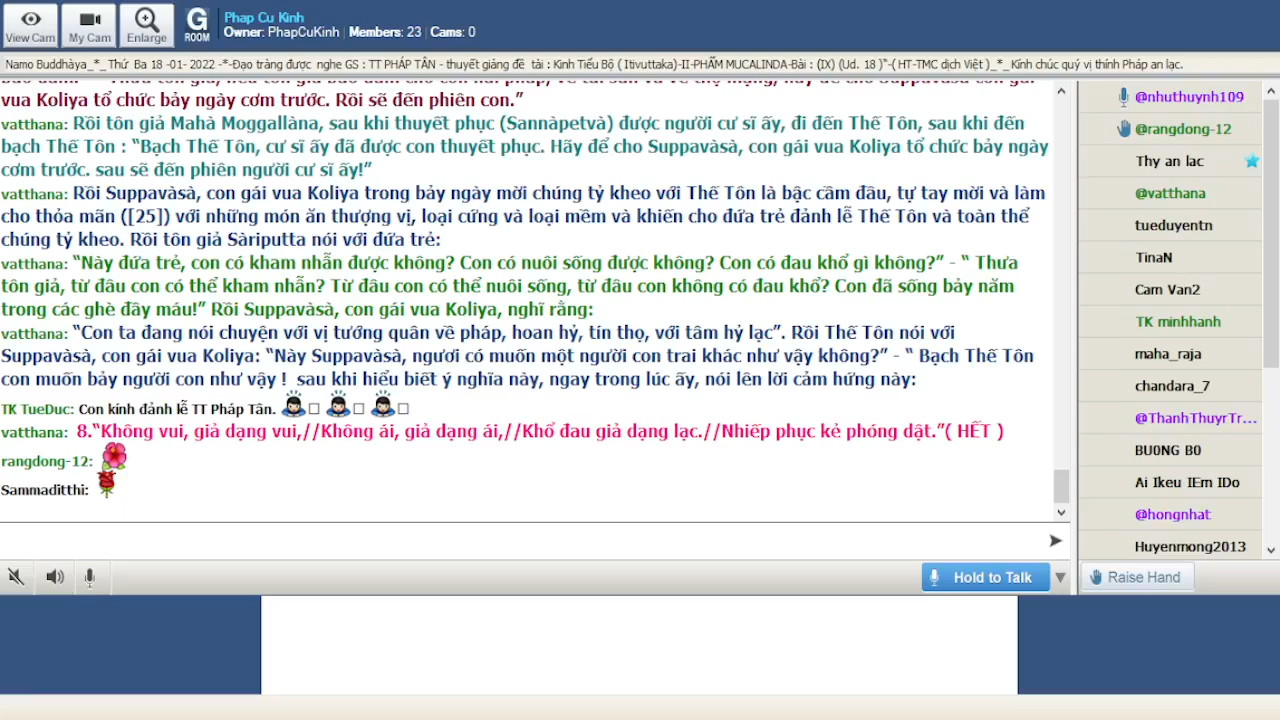 View Cam
My Cam
Enlarge
G
ROOM
Phap Cu Kinh
Owner: PhapCuKinh | Members: 23 | Cams: 0
Namo Buddhàya_*_Thứ Ba 18 -01- 2022 -*-Đạo tràng được nghe GS : TT PHÁP TÂN - thuyết giảng đề tài : Kinh Tiểu Bộ ( Itivuttaka)-II-PHẨM MUCALINDA-Bài : (IX) (Ud. 18 )"-( HT-TMC dịch Việt )_*_ Kính chúc quý vị thính Pháp an lạc.
vua Koliya tổ chức bảy ngày cơm trước. Rồi sẽ đến phiên con.”
vatthana: Rồi tôn giả Mahà Moggallàna, sau khi thuyết phục (Sannàpetvà) được người cư sĩ ấy, đi đến Thế Tôn, sau khi đến
bạch Thế Tôn : “Bạch Thế Tôn, cư sĩ ấy đã được con thuyết phục. Hãy để cho Suppavàsà, con gái vua Koliya tổ chức bảy ngày
cơm trước. sau sẽ đến phiên người cư sĩ ấy!”
vatthana: Rồi Suppavàsà, con gái vua Koliya trong bảy ngày mời chúng tỷ kheo với Thế Tôn là bậc cầm đầu, tự tay mời và làm
cho thỏa mãn ([25]) với những món ăn thượng vị, loại cứng và loại mềm và khiến cho đứa trẻ đảnh lễ Thế Tôn và toàn thể
chúng tỷ kheo. Rồi tôn giả Sàriputta nói với đứa trẻ:
vatthana: “Này đứa trẻ, con có kham nhẫn được không? Con có nuôi sống được không? Con có đau khổ gì không?” - “ Thưa
tôn giả, từ đâu con có thể kham nhẫn? Từ đâu con có thể nuôi sống, từ đâu con không có đau khổ? Con đã sống bảy năm
trong các ghè đầy máu!” Rồi Suppavàsà, con gái vua Koliya, nghĩ rằng:
vatthana: “Con ta đang nói chuyện với vị tướng quân về pháp, hoan hỷ, tín thọ, với tâm hỷ lạc”. Rồi Thế Tôn nói với
Suppavàsà, con gái vua Koliya: “Này Suppavàsà, ngươi có muốn một người con trai khác như vậy không?” - “ Bạch Thế Tôn
con muốn bảy người con như vậy ! sau khi hiểu biết ý nghĩa này, ngay trong lúc ấy, nói lên lời cảm hứng này:
TK TueDuc: Con kính đảnh lễ TT Pháp Tân.
vatthana: 8.“Không vui, giả dạng vui,//Không ái, giả dạng ái,//Khổ đau giả dạng lạc.//Nhiếp phục kẻ phóng dật.”( HẾT )
rangdong-12:
Sammaditthi:
Hold to Talk
@nhuthuynh109
@rangdong-12
Thy an lac
@vatthana
tueduyentn
TinaN
Cam Van2
TK minhhanh
maha_raja
chandara_7
@ThanhThuyrTr...
BU0NG B0
Ai Ikeu IEm IDo
@hongnhat
Huyenmong2013
Raise Hand